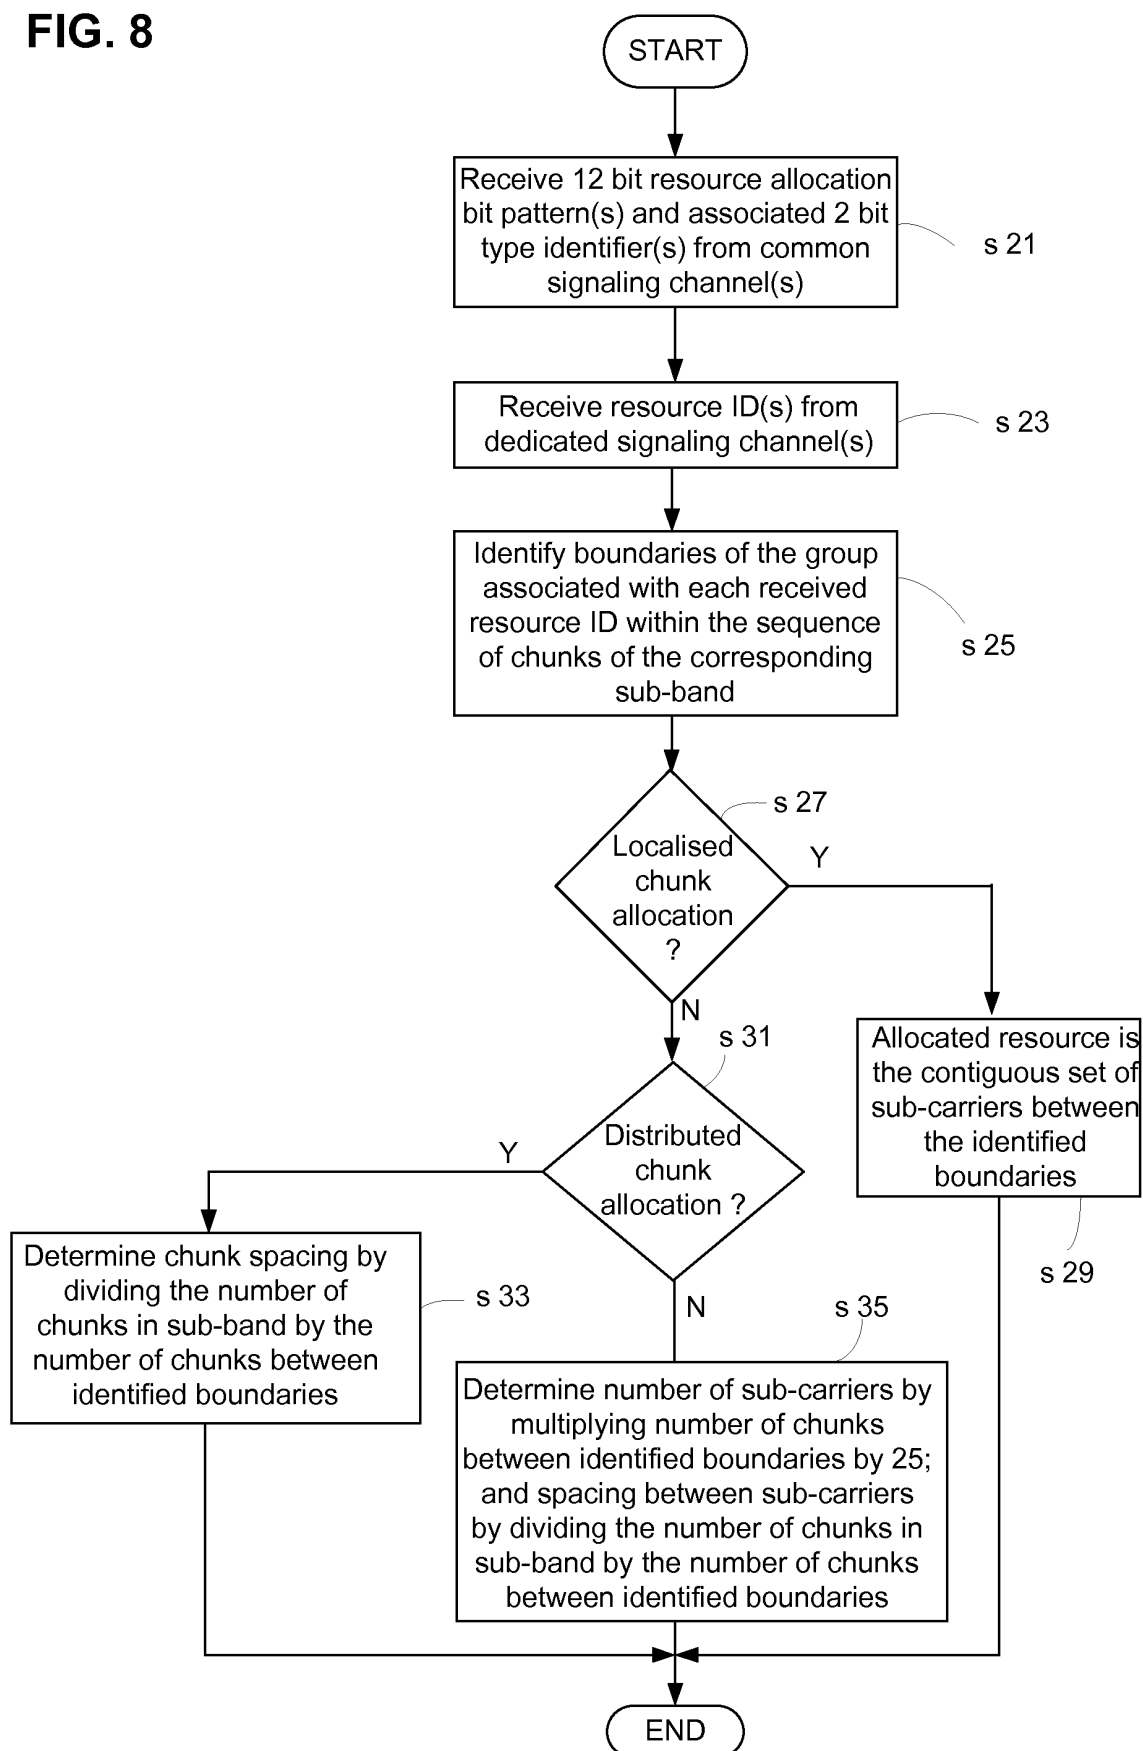 FIG. 8
START
Receive 12 bit resource allocation
bit pattern(s) and associated 2 bit
type identifier(s) from common
signaling channel(s)
s 21
Receive resource ID(s) from
dedicated signaling channel(s)
s 23
Identify boundaries of the group
associated with each received
resource ID within the sequence
of chunks of the corresponding
sub-band
s 25
s 27
Localised
chunk
allocation
?
Y
N
s 31
Allocated resource is
the contiguous set of
sub-carriers between
the identified
boundaries
s 29
Distributed
chunk
allocation ?
Y
N
Determine chunk spacing by
dividing the number of
chunks in sub-band by the
number of chunks between
identified boundaries
s 33
s 35
Determine number of sub-carriers by
multiplying number of chunks
between identified boundaries by 25;
and spacing between sub-carriers
by dividing the number of chunks in
sub-band by the number of chunks
between identified boundaries
END